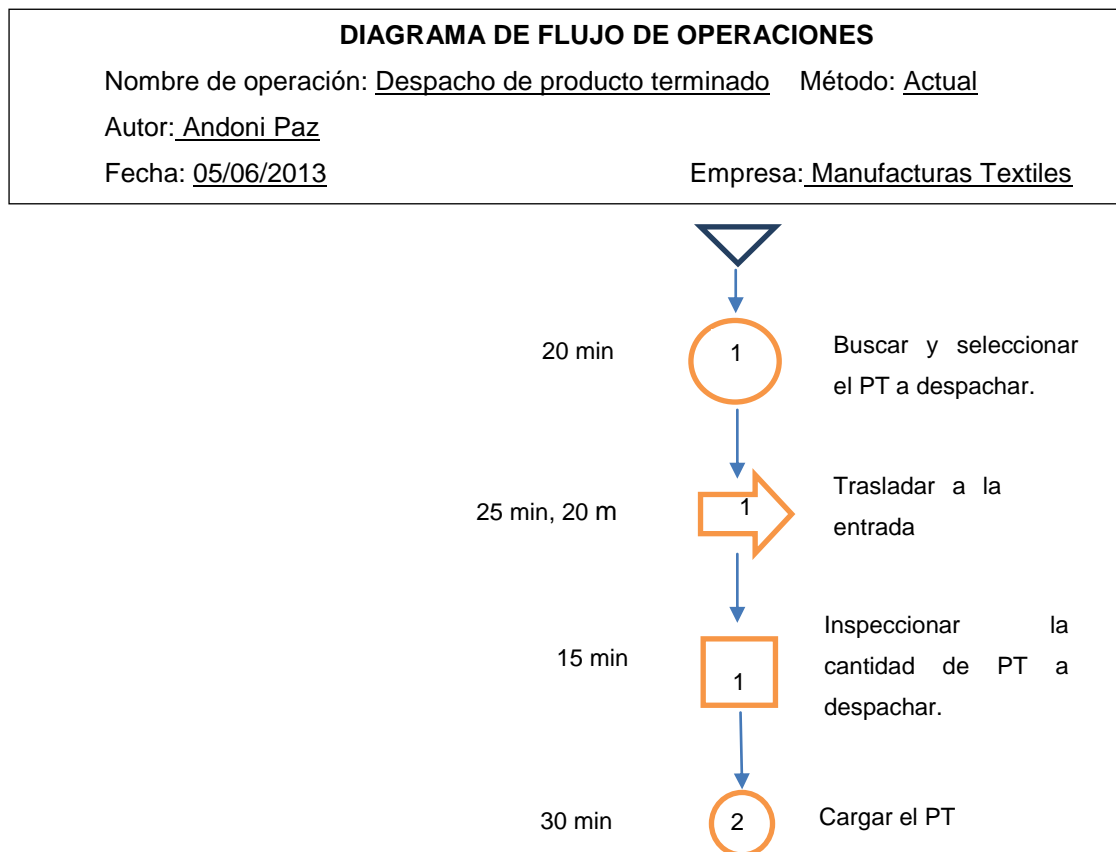 DIAGRAMA DE FLUJO DE OPERACIONES
Nombre de operación: Despacho de producto terminado Método: Actual
Autor: Andoni Paz
Fecha: 05/06/2013 Empresa: Manufacturas Textiles
20 min 1 Buscar y seleccionar
el PT a despachar.
25 min, 20 m 1 Trasladar a la
entrada
15 min 1 Inspeccionar la
cantidad de PT a
despachar.
30 min 2 Cargar el PT